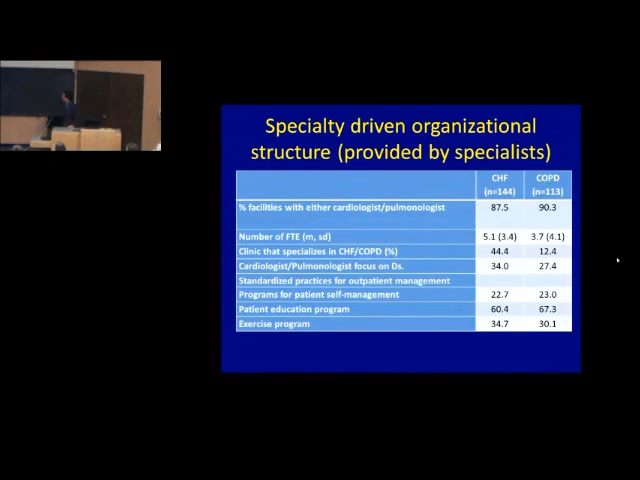 Specialty driven organizational
structure (provided by specialists)
CHF COPD
(n=144) (n=113)
% facilities with either cardiologist/pulmonologist 87.5 90.3
Number of FTE (m, sd) 5.1 (3.4) 3.7 (4.1)
Clinic that specializes in CHF/COPD (%) 44.4 12.4
Cardiologist/Pulmonologist focus on Ds. 34.0 27.4
Standardized practices for outpatient management
Programs for patient self-management 22.7 23.0
Patient education program 60.4 67.3
Exercise program 34.7 30.1